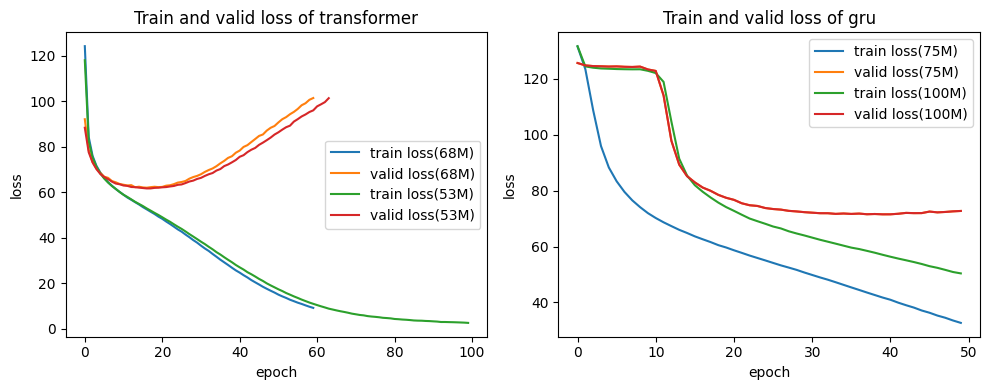 Train and valid loss of transformer
120
100
80
60
40
20
0
loss
train loss(68M)
valid loss(68M)
train loss(53M)
valid loss(53M)
0 20 40 60 80 100
epoch
Train and valid loss of gru
120
100
80
60
40
loss
train loss(75M)
valid loss(75M)
train loss(100M)
valid loss(100M)
0 10 20 30 40 50
epoch